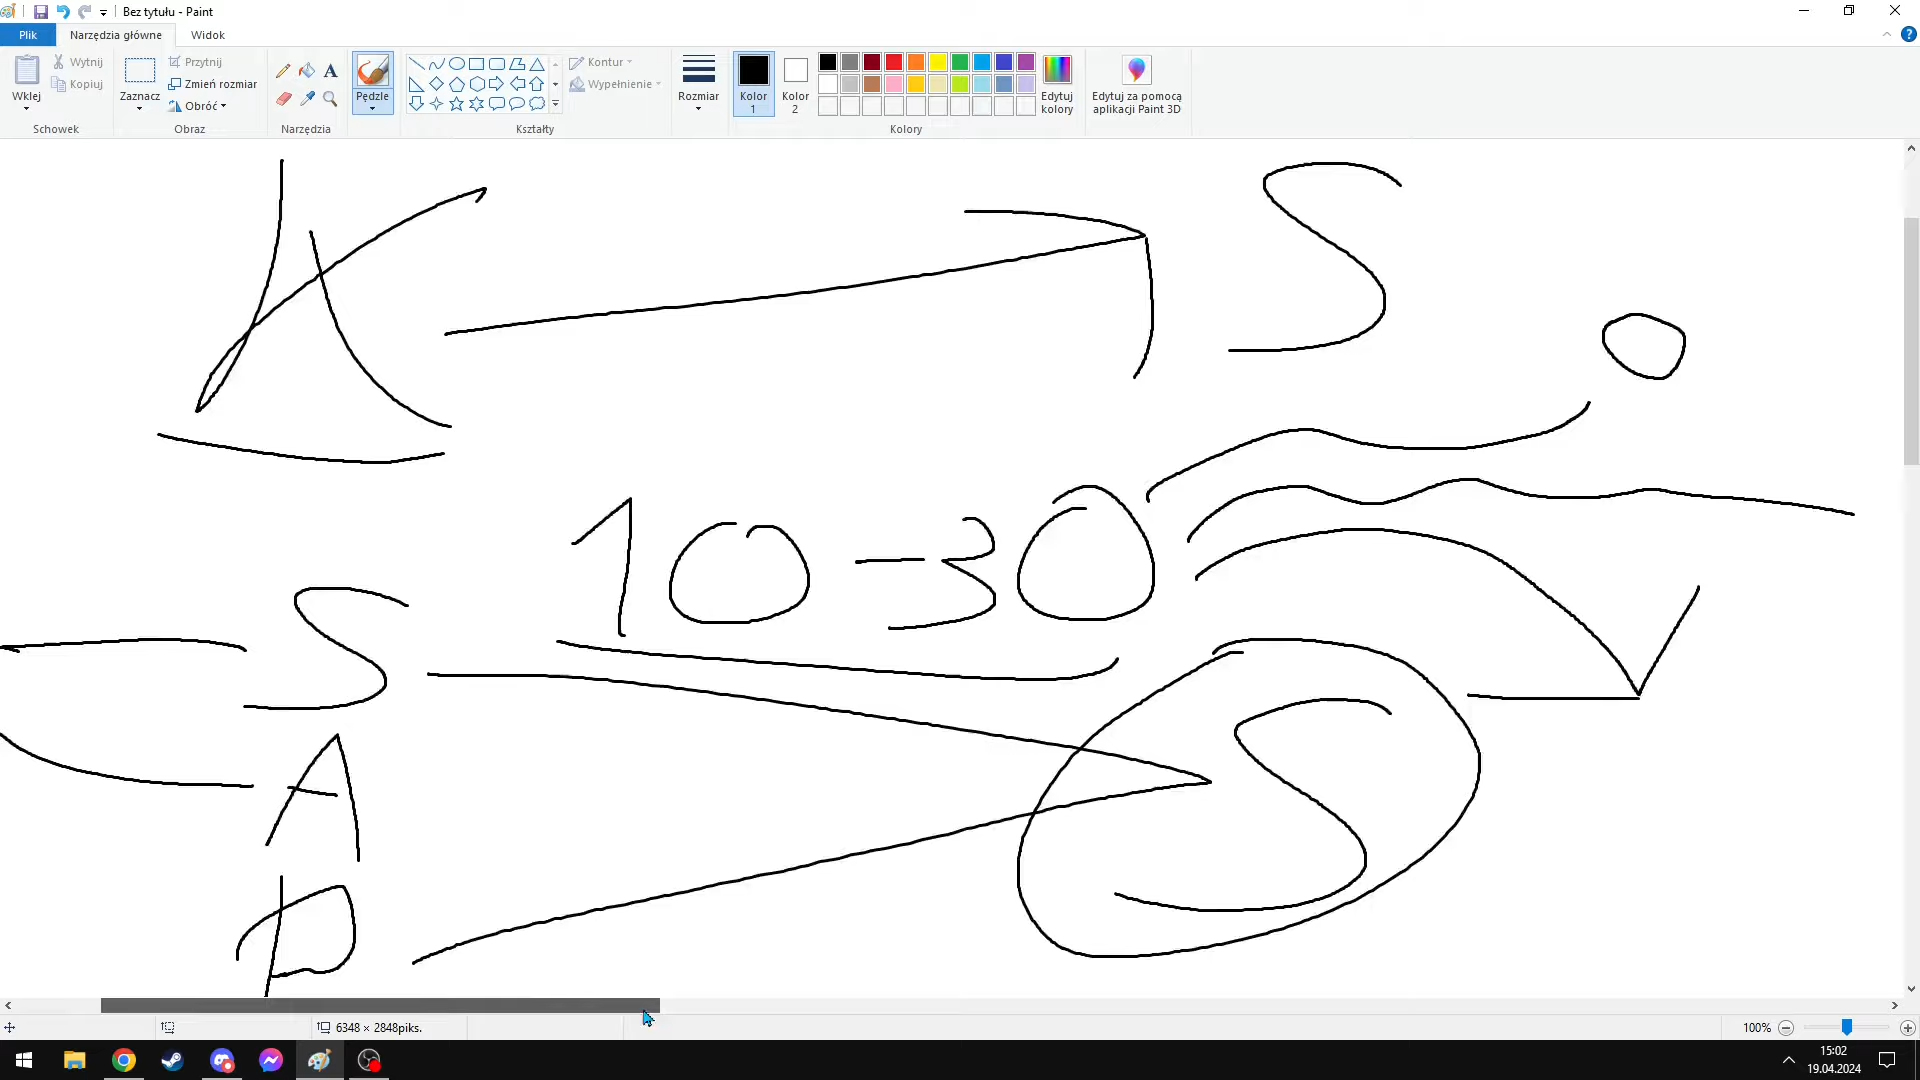 Bez tytułu - Paint
Plik
Narzędzia główne
Widok
Wklej
Wytnij
Kopiuj
Schowek
Zaznacz
Przytnij
Zmień rozmiar
Obróć
Obraz
A
Narzędzia
Pędzle
Kształty
Kontur
Wypełnienie
Rozmiar
Kolor 1
Kolor 2
Edytuj kolory
Kolory
Edytuj za pomocą aplikacji Paint 3D
S
10-30
S
S
A
6348 × 2848piks.
100%
15:02
19.04.2024